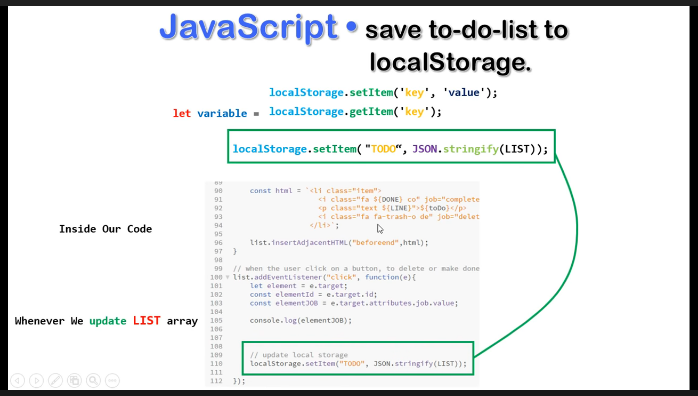 JavaScript • save to-do-list to
localStorage.
localStorage.setItem('key', 'value');
let variable = localStorage.getItem('key');
localStorage.setItem( "TODO“, JSON.stringify(LIST));
Inside Our Code
Whenever We update LIST array
89
90 const html = `<li class="item">
91 <i class="fa ${DONE} co" job="complete
92 <p class="text ${LINE}">${toDo}</p>
93 <i class="fa fa-trash-o de" job="delet
94 </li>`;
95
96 list.insertAdjacentHTML("beforeend",html);
97 }
98
99 // when the user click on a button, to delete or make done
100 list.addEventListener("click", function(e){
101 let element = e.target;
102 const elementId = e.target.id;
103 const elementJOB = e.target.attributes.job.value;
104
105 console.log(elementJOB);
106
107
108
109 // update local storage
110 localStorage.setItem("TODO", JSON.stringify(LIST));
111
112 });